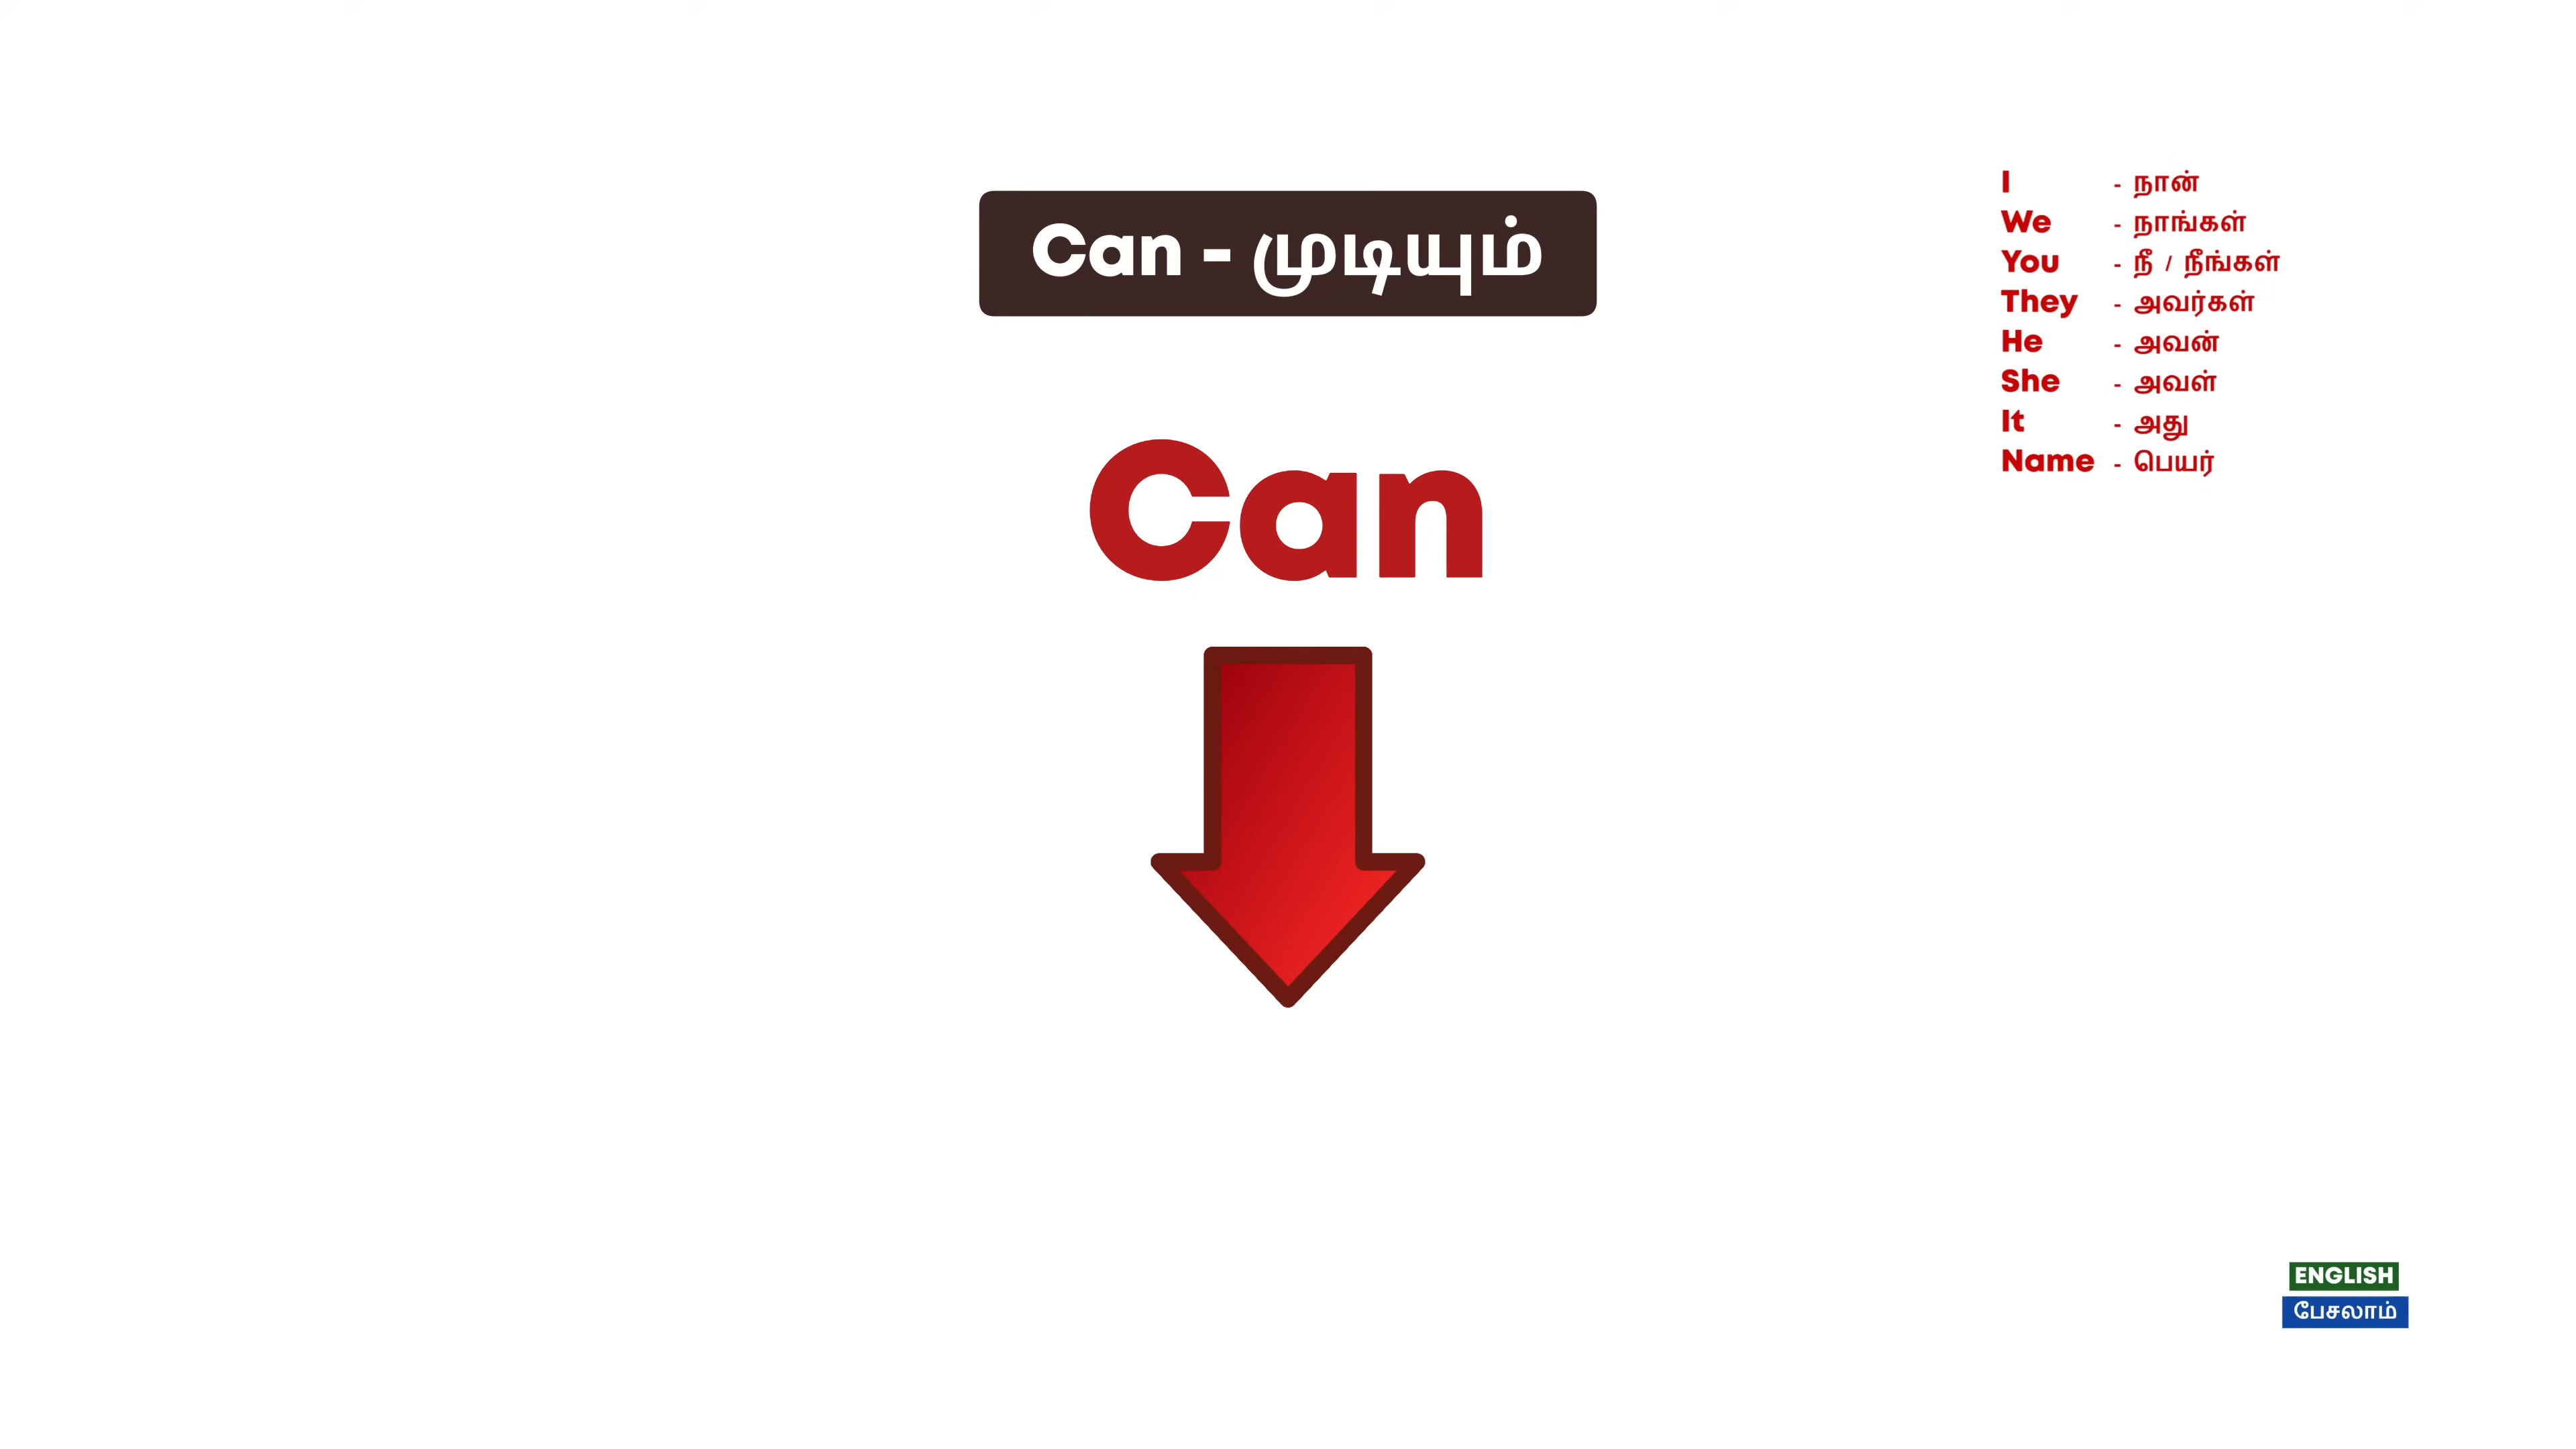 Can - முடியும்
Can
I - நான்
We - நாங்கள்
You - நீ / நீங்கள்
They - அவர்கள்
He - அவன்
She - அவள்
It - அது
Name - பெயர்
ENGLISH
பேசலாம்